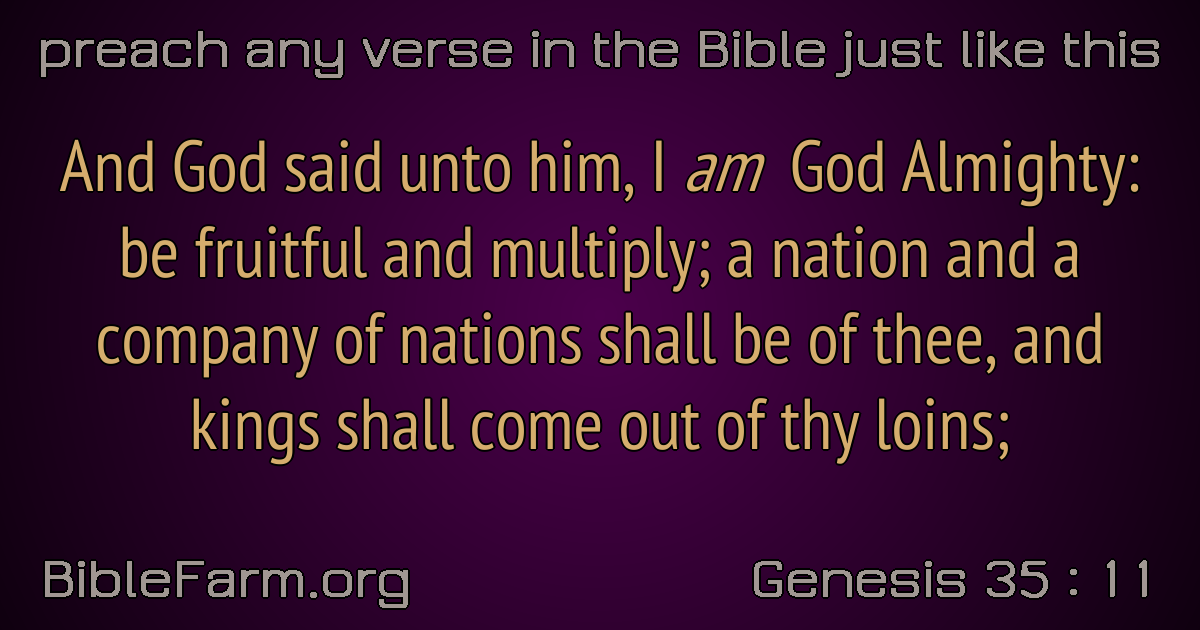 preach any verse in the Bible just like this
And God said unto him, I am God Almighty:
be fruitful and multiply; a nation and a
company of nations shall be of thee, and
kings shall come out of thy loins;
BibleFarm.org
Genesis 35 : 11